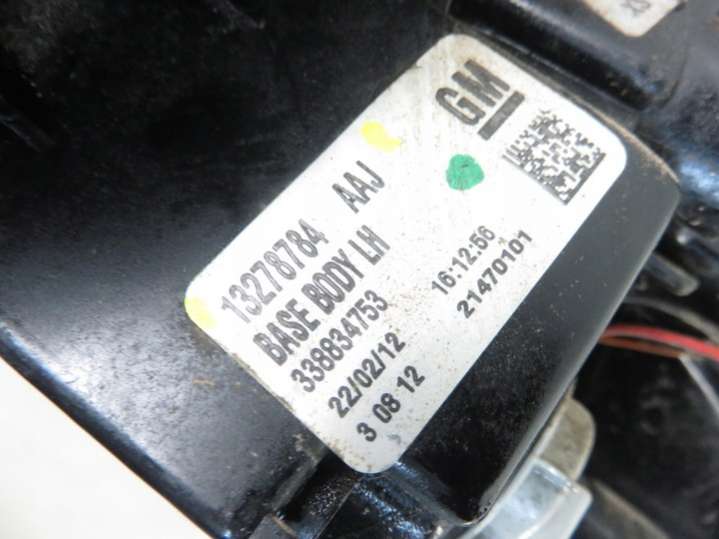 GM
13278784 AAJ
BASE BODY LH
338834753 16:12:56
22/02/12 21470101
3 08 12